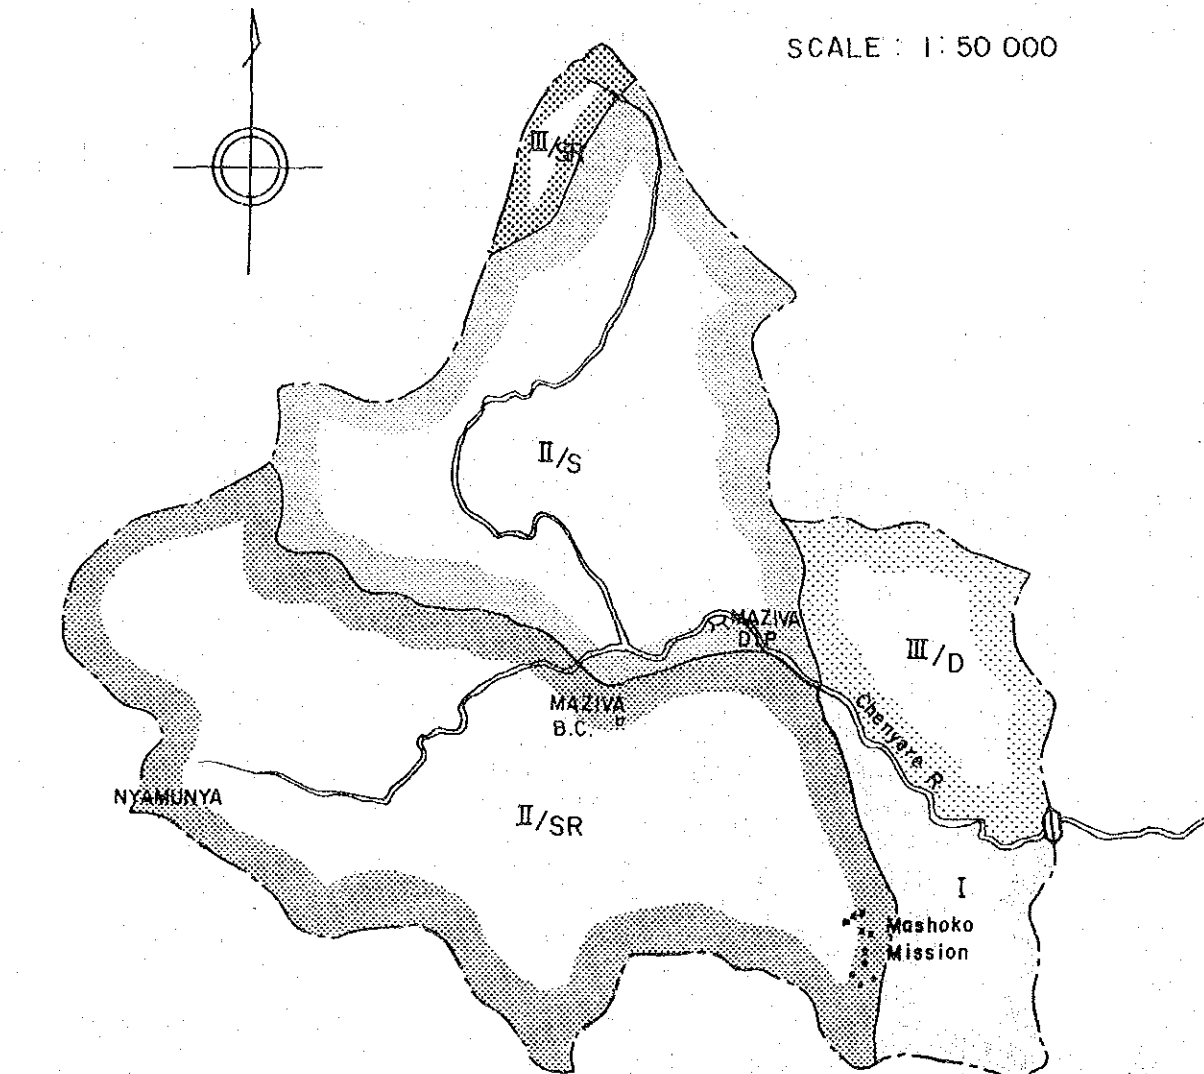 SCALE : 1: 50 000
III/SR
II/S
MAZIVA
DIP
III/D
Chenyare R
MAZIVA
B.C.
NYAMUNYA
II/SR
I
Mashoko
Mission